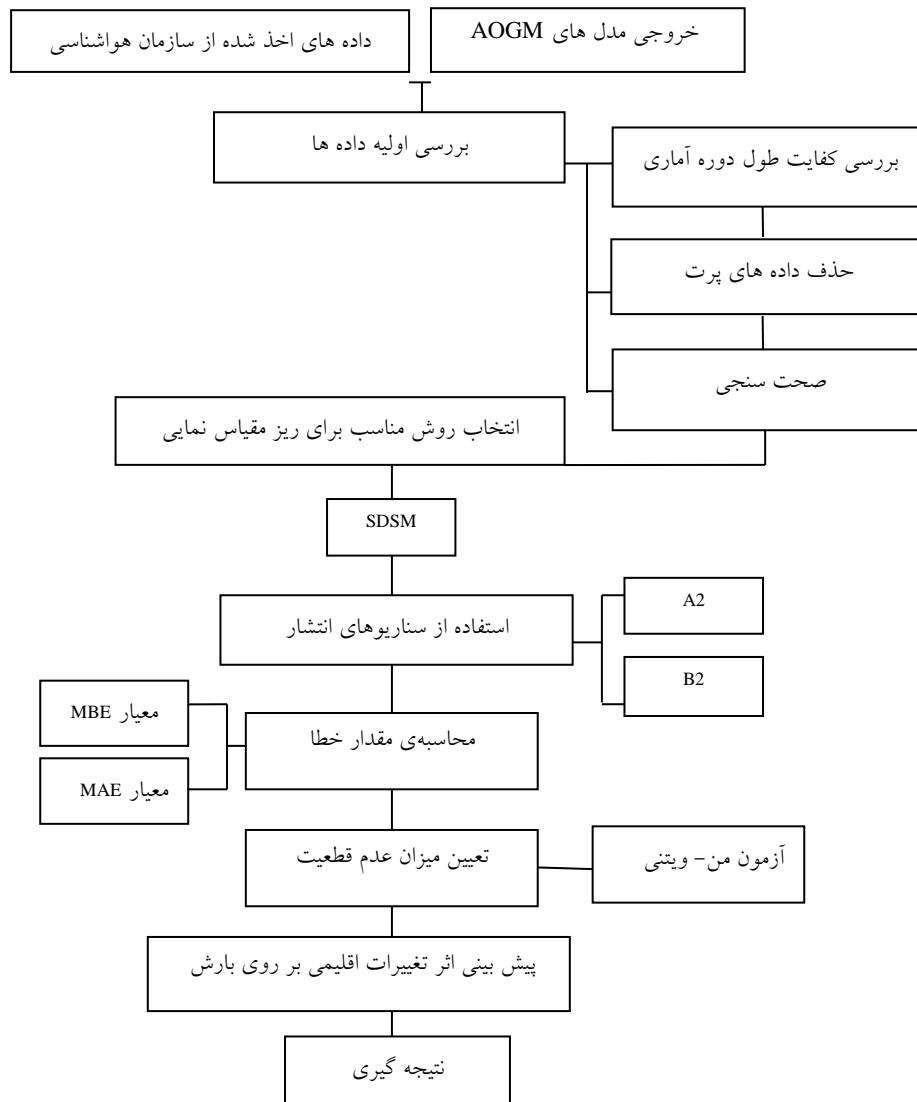 خروجی مدل های AOGM
داده های اخذ شده از سازمان هواشناسی
بررسی اولیه داده ها
بررسی کفایت طول دوره آماری
حذف داده های پرت
صحت سنجی
انتخاب روش مناسب برای ریز مقیاس نمایی
SDSM
استفاده از سناریوهای انتشار
A2
B2
محاسبه‌ی مقدار خطا
معیار MBE
معیار MAE
تعیین میزان عدم قطعیت
آزمون من- ویتنی
پیش بینی اثر تغییرات اقلیمی بر روی بارش
نتیجه گیری